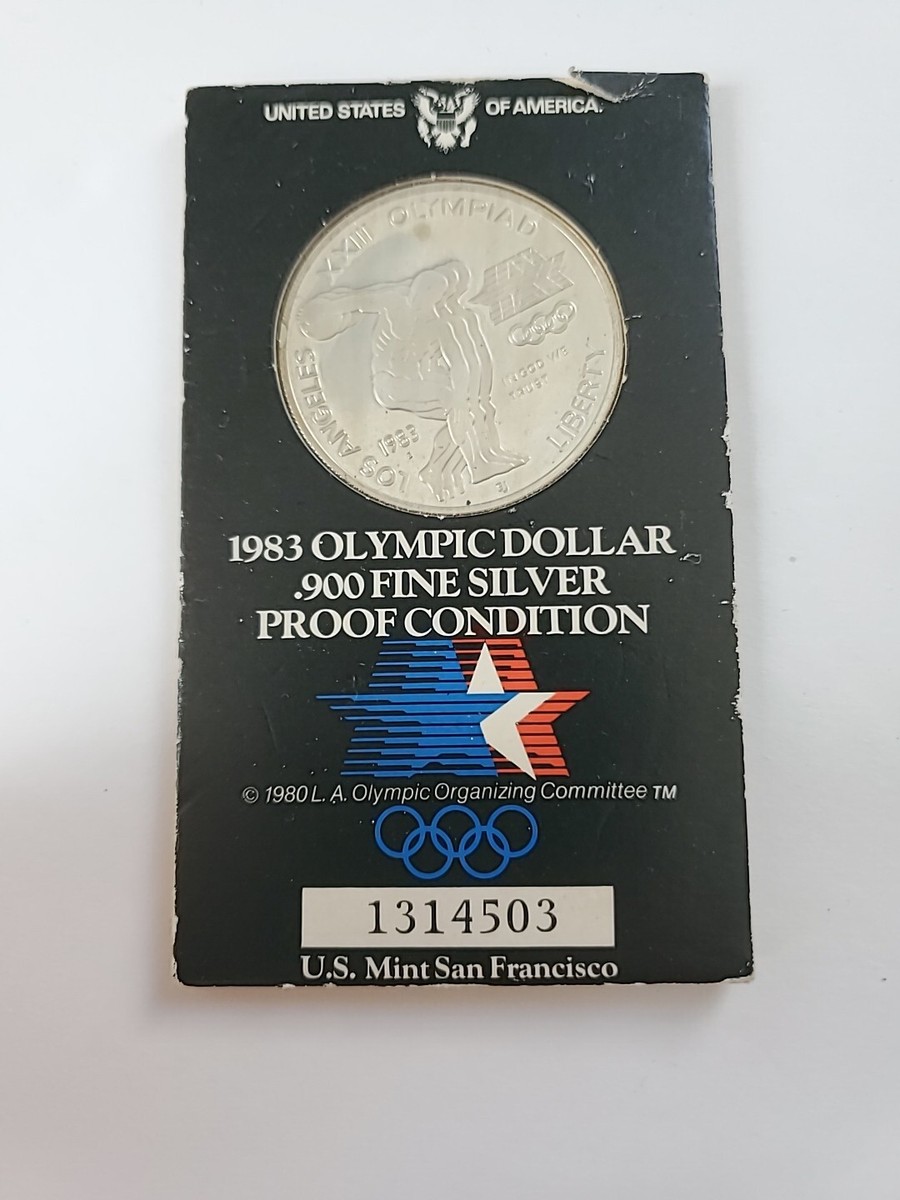 UNITED STATES OF AMERICA
XXIII OLYMPIAD
LOS ANGELES
1983
S
IN GOD WE
TRUST
LIBERTY
1983 OLYMPIC DOLLAR
.900 FINE SILVER
PROOF CONDITION
© 1980 L. A. Olympic Organizing Committee TM
1314503
U.S. Mint San Francisco